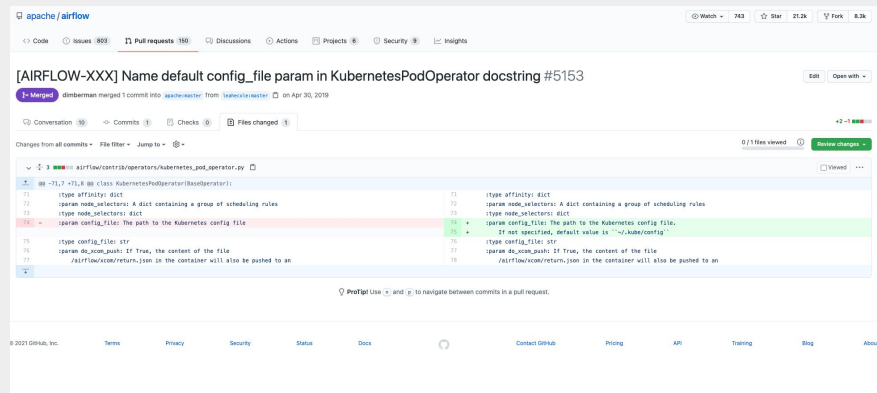 apache / airflow
Watch 743 Star 21.2k Fork 8.3k
<> Code Issues 803 Pull requests 150 Discussions Actions Projects 6 Security 9 Insights
[AIRFLOW-XXX] Name default config_file param in KubernetesPodOperator docstring #5153
Edit Open with
Merged dimberman merged 1 commit into apache:master from leahecole:master on Apr 30, 2019
Conversation 10 Commits 1 Checks 0 Files changed 1
+2 −1
Changes from all commits File filter Jump to
0 / 1 files viewed Review changes
3 airflow/contrib/operators/kubernetes_pod_operator.py
Viewed ...
@@ -71,7 +71,8 @@ class KubernetesPodOperator(BaseOperator):
71 :type affinity: dict
72 :param node_selectors: A dict containing a group of scheduling rules
73 :type node_selectors: dict
74 - :param config_file: The path to the Kubernetes config file
75 :type config_file: str
76 :param do_xcom_push: If True, the content of the file
77 /airflow/xcom/return.json in the container will also be pushed to an
71 :type affinity: dict
72 :param node_selectors: A dict containing a group of scheduling rules
73 :type node_selectors: dict
74 + :param config_file: The path to the Kubernetes config file.
75 + If not specified, default value is ``~/.kube/config``
76 :type config_file: str
77 :param do_xcom_push: If True, the content of the file
78 /airflow/xcom/return.json in the container will also be pushed to an
ProTip! Use n and p to navigate between commits in a pull request.
© 2021 GitHub, Inc. Terms Privacy Security Status Docs Contact GitHub Pricing API Training Blog Abou